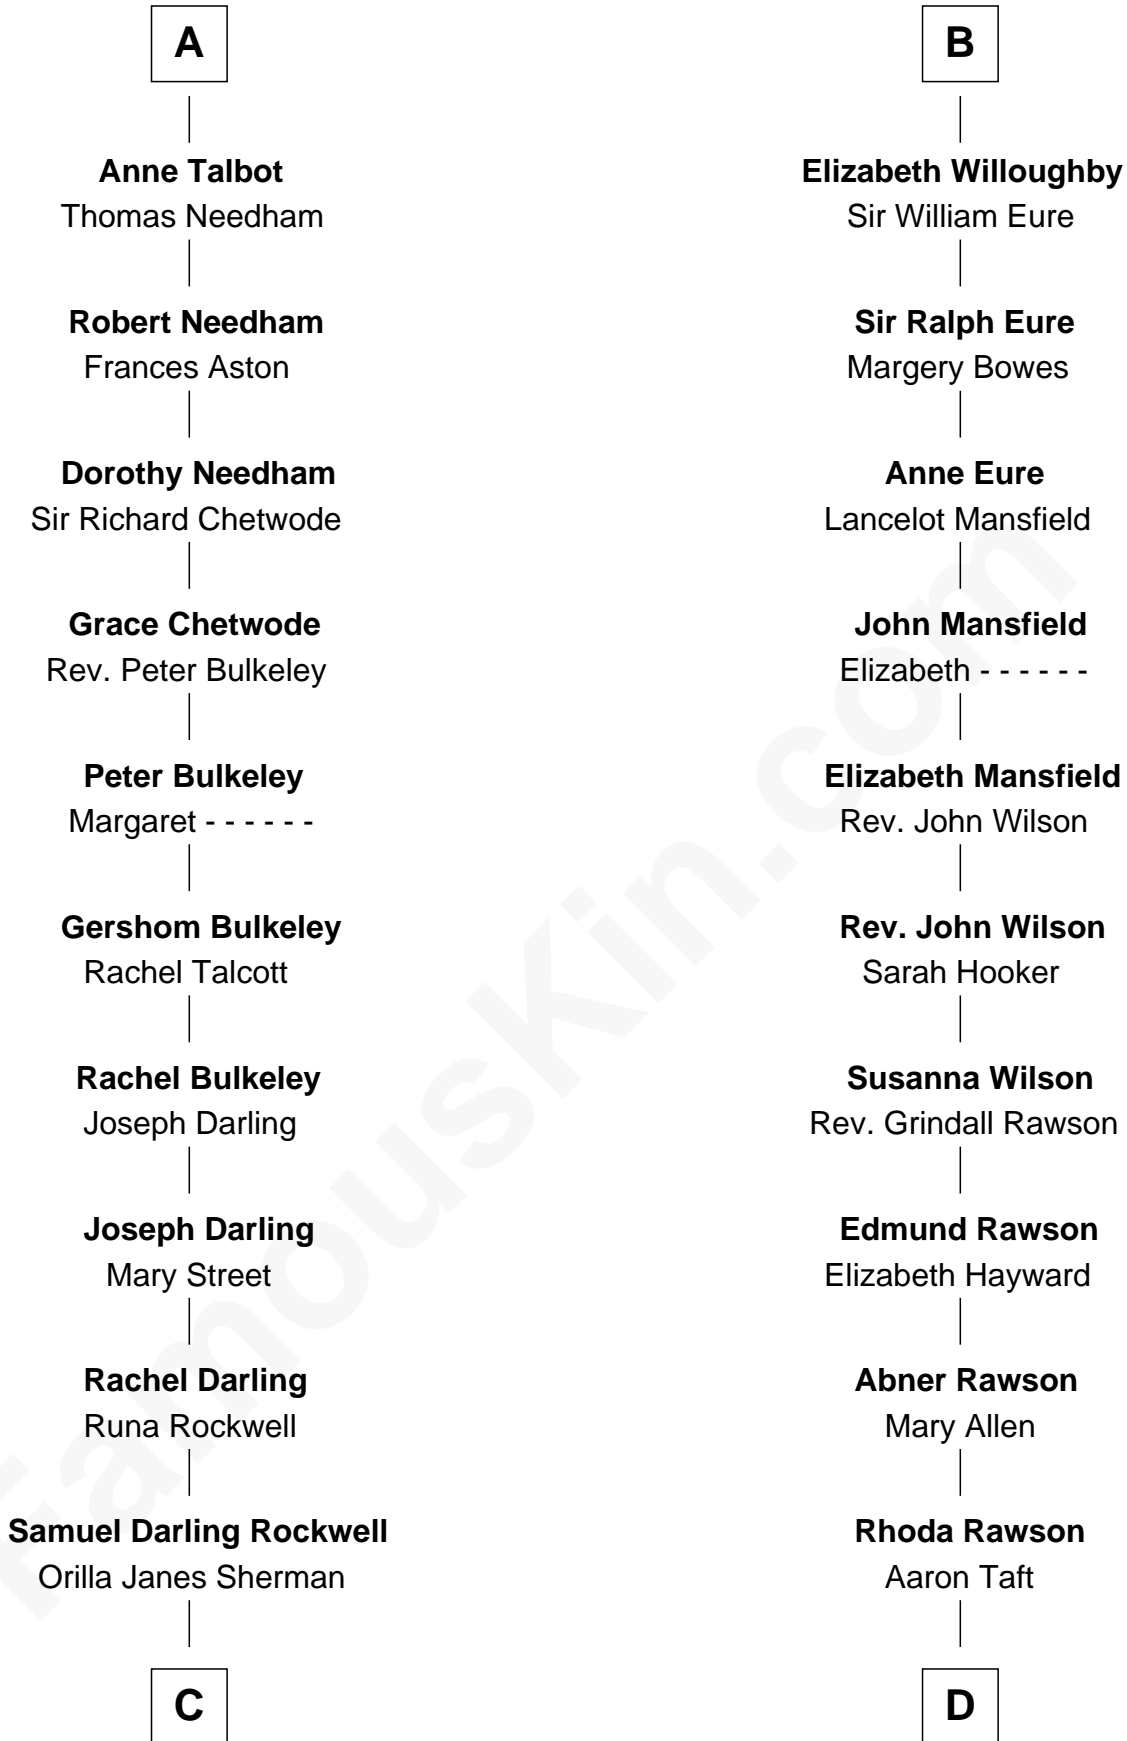 A
Anne Talbot
Thomas Needham
Robert Needham
Frances Aston
Dorothy Needham
Sir Richard Chetwode
Grace Chetwode
Rev. Peter Bulkeley
Peter Bulkeley
Margaret - - - - - -
Gershom Bulkeley
Rachel Talcott
Rachel Bulkeley
Joseph Darling
Joseph Darling
Mary Street
Rachel Darling
Runa Rockwell
Samuel Darling Rockwell
Orilla Janes Sherman
C
B
Elizabeth Willoughby
Sir William Eure
Sir Ralph Eure
Margery Bowes
Anne Eure
Lancelot Mansfield
John Mansfield
Elizabeth - - - - - -
Elizabeth Mansfield
Rev. John Wilson
Rev. John Wilson
Sarah Hooker
Susanna Wilson
Rev. Grindall Rawson
Edmund Rawson
Elizabeth Hayward
Abner Rawson
Mary Allen
Rhoda Rawson
Aaron Taft
D
FamousKin.com